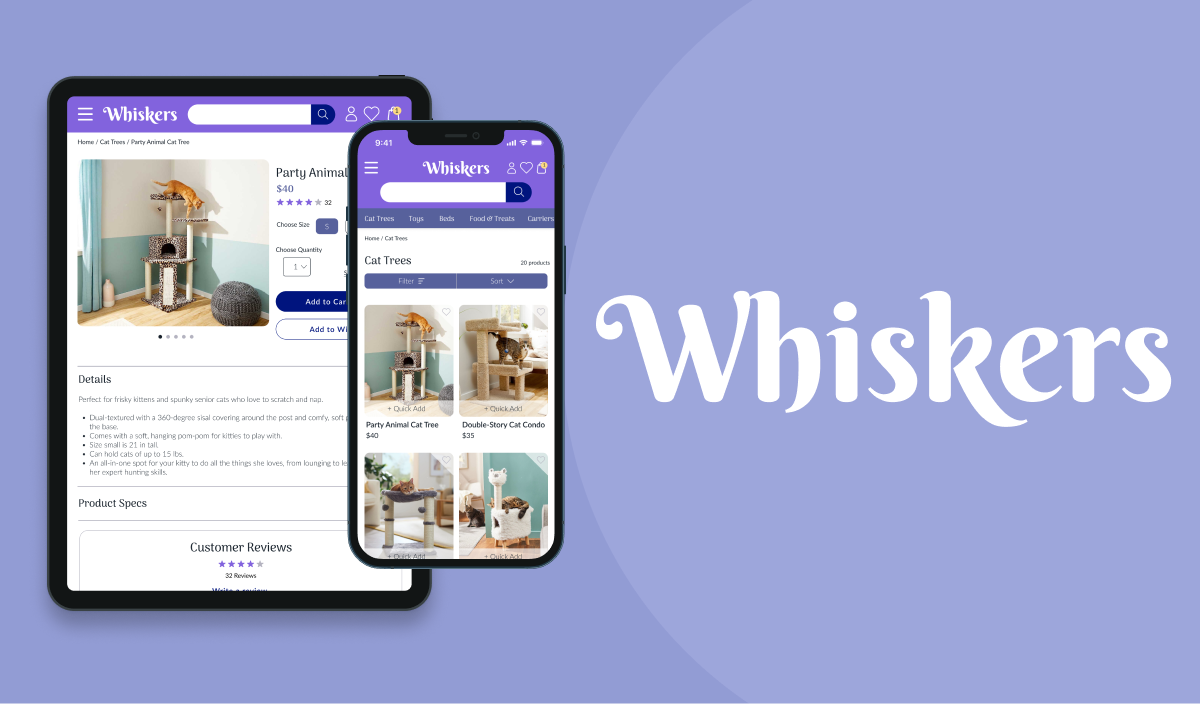 Whiskers
1
Home / Cat Trees / Party Animal Cat Tree
Party Animal
$40
32
Choose Size
S
Choose Quantity
1
Add to
Add to
Details
Perfect for frisky kittens and spunky senior cats who love to scratch and nap.
Dual-textured with a 360-degree sisal covering around the post and comfy, soft
the base.
Comes with a soft, hanging pom-pom for kitties to play with.
Size small is 21 in tall.
Can hold cats of up to 15 lbs.
An all-in-one spot for your kitty to do all the things she loves, from lounging to
her expert hunting skills.
Product Specs
Customer Reviews
32 Reviews
Write a review
9:41
Whiskers
1
Cat Trees
Toys
Beds
Food & Treats
Carriers
Home / Cat Trees
Cat Trees
20 products
Filter
Sort
+ Quick Add
+ Quick Add
Party Animal Cat Tree
$40
Double-Story Cat Condo
$35
+ Quick Add
+ Quick Add
Whiskers